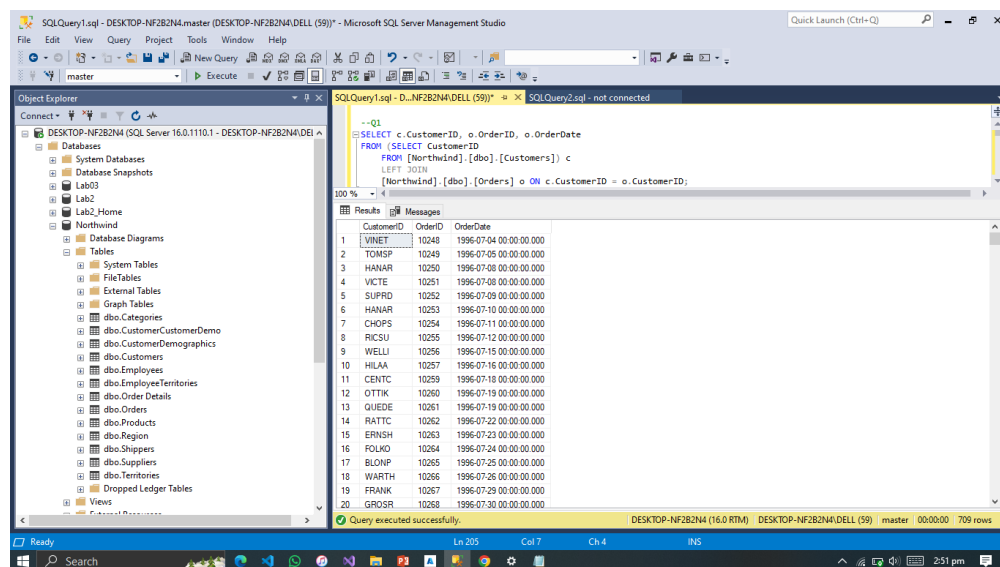 SQLQuery1.sql - DESKTOP-NF2B2N4.master (DESKTOP-NF2B2N4\DELL (59))* - Microsoft SQL Server Management Studio
Quick Launch (Ctrl+Q)
File Edit View Query Project Tools Window Help
New Query
master
Execute
Object Explorer
SQLQuery1.sql - D...NF2B2N4\DELL (59))*
SQLQuery2.sql - not connected
Connect
DESKTOP-NF2B2N4 (SQL Server 16.0.1110.1 - DESKTOP-NF2B2N4\DEL
Databases
System Databases
Database Snapshots
Lab03
Lab2
Lab2_Home
Northwind
Database Diagrams
Tables
System Tables
FileTables
External Tables
Graph Tables
dbo.Categories
dbo.CustomerCustomerDemo
dbo.CustomerDemographics
dbo.Customers
dbo.Employees
dbo.EmployeeTerritories
dbo.Order Details
dbo.Orders
dbo.Products
dbo.Region
dbo.Shippers
dbo.Suppliers
dbo.Territories
Dropped Ledger Tables
Views
--Q1
SELECT c.CustomerID, o.OrderID, o.OrderDate
FROM (SELECT CustomerID
FROM [Northwind].[dbo].[Customers]) c
LEFT JOIN
[Northwind].[dbo].[Orders] o ON c.CustomerID = o.CustomerID;
100 %
Results Messages
CustomerID OrderID OrderDate
1 VINET 10248 1996-07-04 00:00:00.000
2 TOMSP 10249 1996-07-05 00:00:00.000
3 HANAR 10250 1996-07-08 00:00:00.000
4 VICTE 10251 1996-07-08 00:00:00.000
5 SUPRD 10252 1996-07-09 00:00:00.000
6 HANAR 10253 1996-07-10 00:00:00.000
7 CHOPS 10254 1996-07-11 00:00:00.000
8 RICSU 10255 1996-07-12 00:00:00.000
9 WELLI 10256 1996-07-15 00:00:00.000
10 HILAA 10257 1996-07-16 00:00:00.000
11 CENTC 10259 1996-07-18 00:00:00.000
12 OTTIK 10260 1996-07-19 00:00:00.000
13 QUEDE 10261 1996-07-19 00:00:00.000
14 RATTC 10262 1996-07-22 00:00:00.000
15 ERNSH 10263 1996-07-23 00:00:00.000
16 FOLKO 10264 1996-07-24 00:00:00.000
17 BLONP 10265 1996-07-25 00:00:00.000
18 WARTH 10266 1996-07-26 00:00:00.000
19 FRANK 10267 1996-07-29 00:00:00.000
20 GROSR 10268 1996-07-30 00:00:00.000
Query executed successfully.
DESKTOP-NF2B2N4 (16.0 RTM) DESKTOP-NF2B2N4\DELL (59) master 00:00:00 709 rows
Ready Ln 205 Col 7 Ch 4 INS
Search
2:51 pm